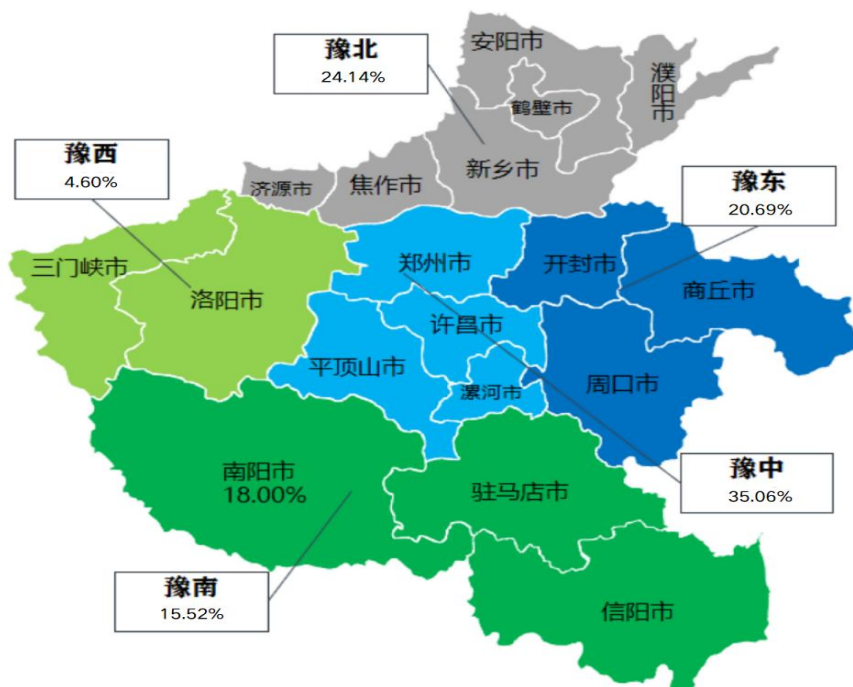 豫北
24.14%
安阳市
濮阳市
鹤壁市
豫西
4.60%
济源市
焦作市
新乡市
豫东
20.69%
三门峡市
洛阳市
郑州市
开封市
商丘市
许昌市
平顶山市
漯河市
周口市
南阳市
18.00%
驻马店市
豫中
35.06%
豫南
15.52%
信阳市